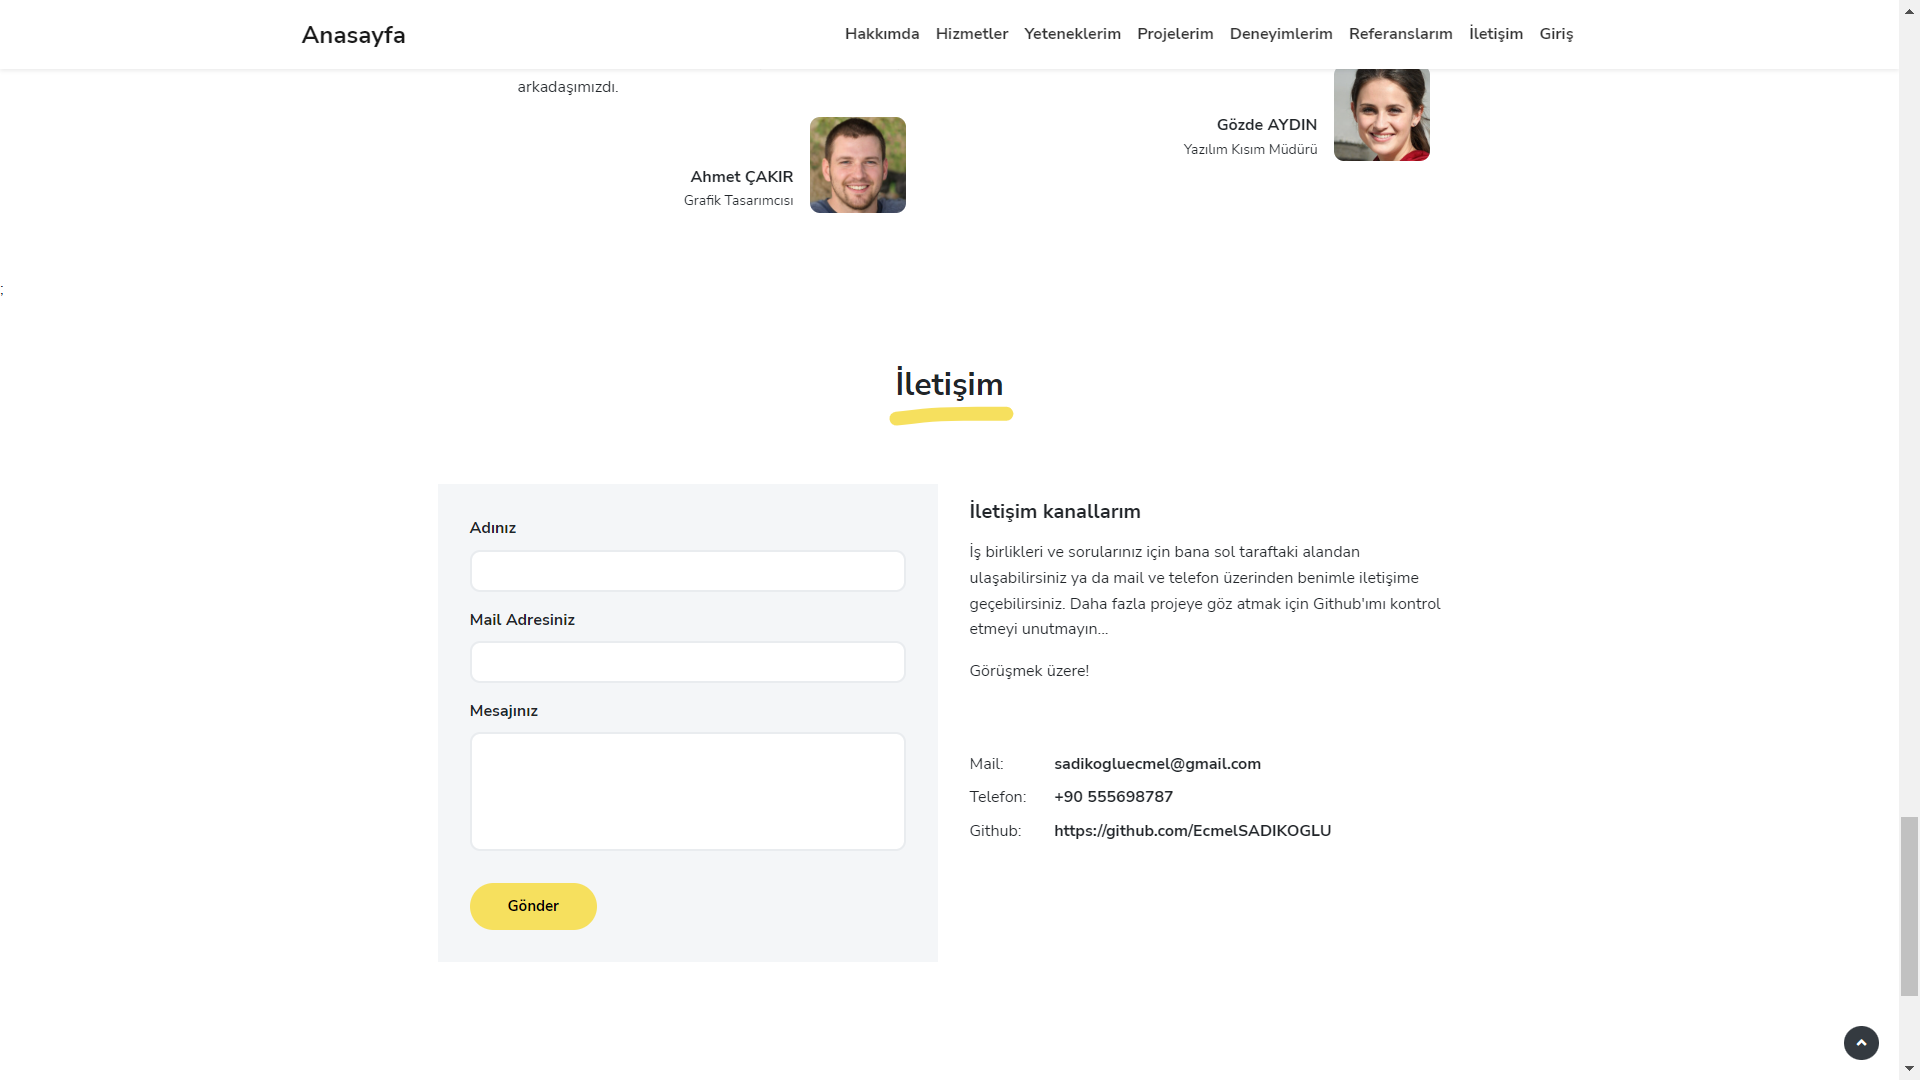 Anasayfa
Hakkımda Hizmetler Yeteneklerim Projelerim Deneyimlerim Referanslarım İletişim Giriş
arkadaşımızdı.
Ahmet ÇAKIR
Grafik Tasarımcısı
Gözde AYDIN
Yazılım Kısım Müdürü
;
İletişim
Adınız
Mail Adresiniz
Mesajınız
Gönder
İletişim kanallarım
İş birlikleri ve sorularınız için bana sol taraftaki alandan
ulaşabilirsiniz ya da mail ve telefon üzerinden benimle iletişime
geçebilirsiniz. Daha fazla projeye göz atmak için Github'ımı kontrol
etmeyi unutmayın...
Görüşmek üzere!
Mail: sadikogluecmel@gmail.com
Telefon: +90 555698787
Github: https://github.com/EcmelSADIKOGLU